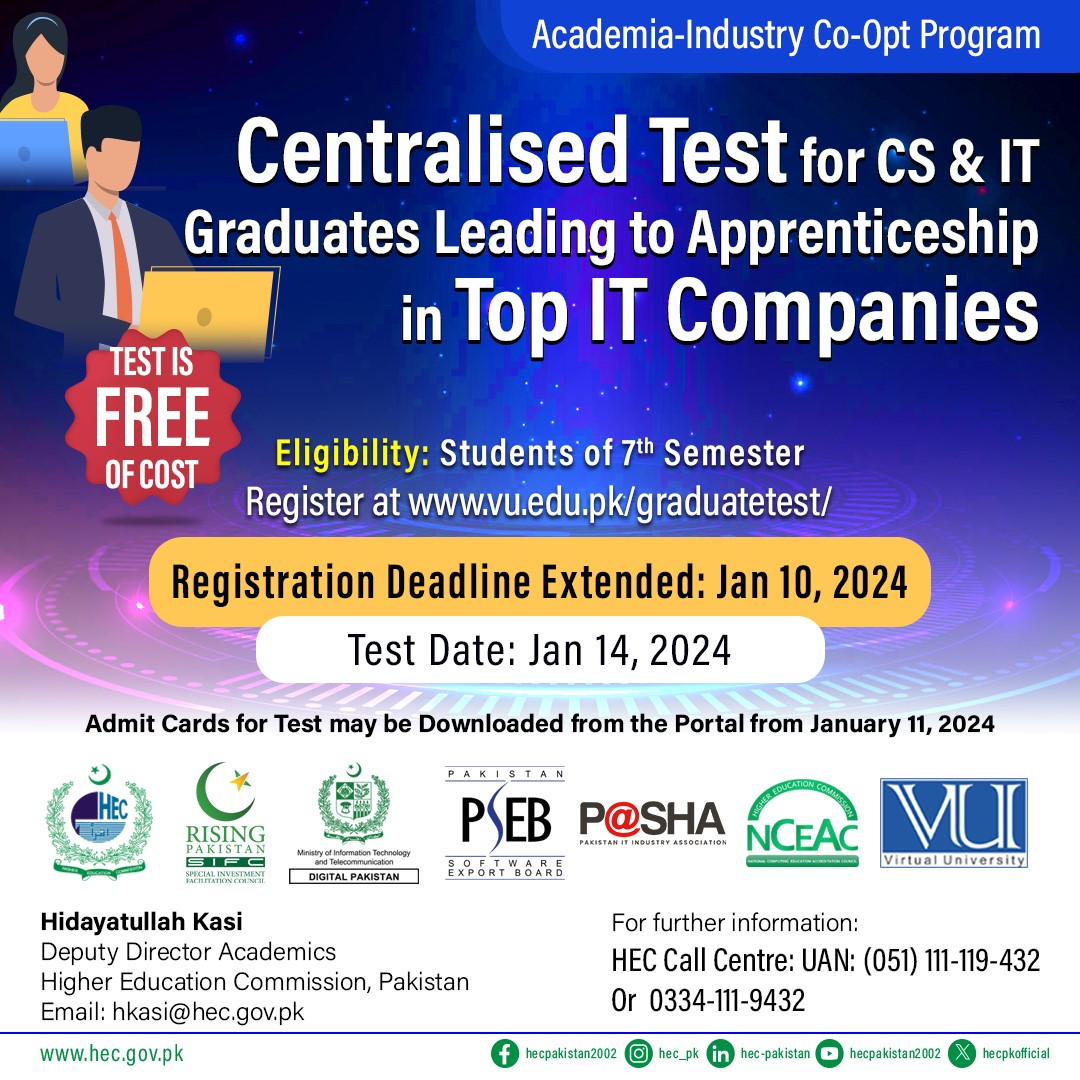 Academia-Industry Co-Opt Program
Centralised Test for CS & IT
Graduates Leading to Apprenticeship
in Top IT Companies
TEST IS
FREE
OF COST
Eligibility: Students of 7th Semester
Register at www.vu.edu.pk/graduatetest/
Registration Deadline Extended: Jan 10, 2024
Test Date: Jan 14, 2024
Admit Cards for Test may be Downloaded from the Portal from January 11, 2024
HEC
HIGHER EDUCATION COMMISSION
RISING
PAKISTAN
SIFC
SPECIAL INVESTMENT
FACILITATION COUNCIL
Ministry of Information Technology
and Telecommunication
DIGITAL PAKISTAN
PAKISTAN
PSEB
SOFTWARE
EXPORT BOARD
P@SHA
PAKISTAN IT INDUSTRY ASSOCIATION
HIGHER EDUCATION COMMISSION
NCEAC
NATIONAL COMPUTING EDUCATION ACCREDITATION COUNCIL
VU
Virtual University
Hidayatullah Kasi
Deputy Director Academics
Higher Education Commission, Pakistan
Email: hkasi@hec.gov.pk
For further information:
HEC Call Centre: UAN: (051) 111-119-432
Or 0334-111-9432
www.hec.gov.pk
hecpakistan2002
hec_pk
hec-pakistan
hecpakistan2002
hecpkofficial